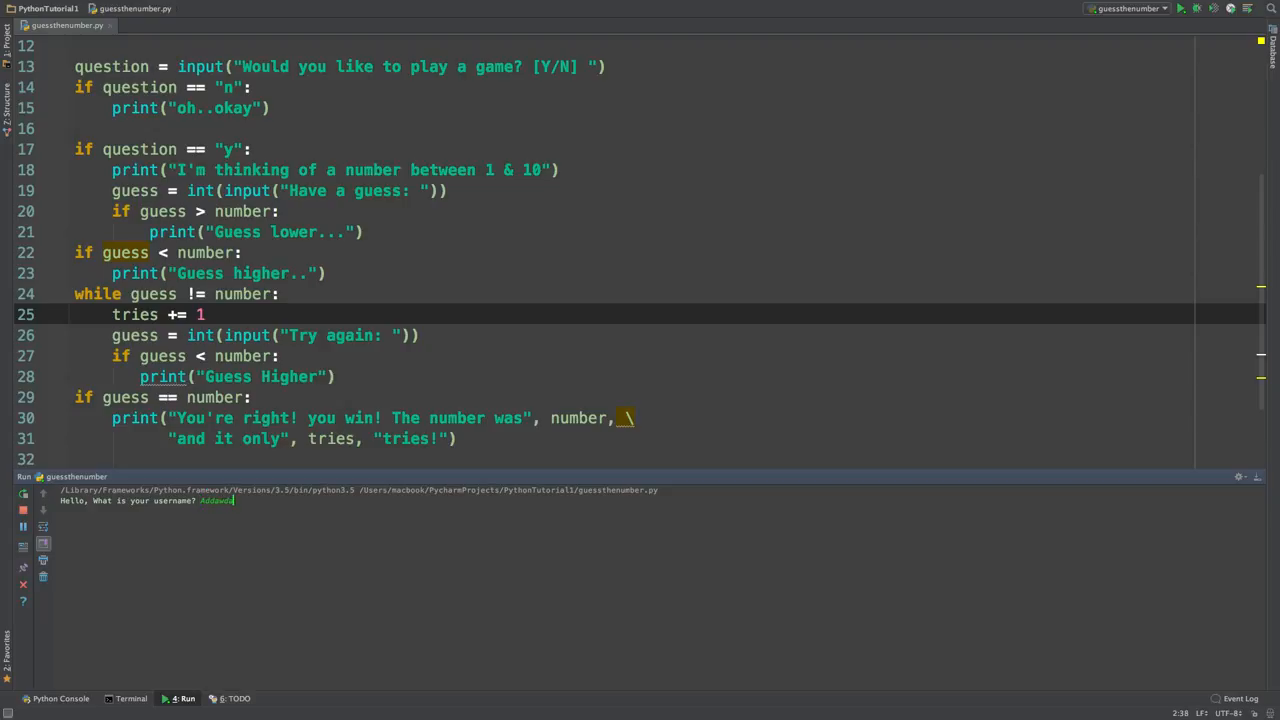 PythonTutorial1 guessthenumber.py guessthenumber
guessthenumber.py
1: Project
Z: Structure
2: Favorites
Database
12
13 question = input("Would you like to play a game? [Y/N] ")
14 if question == "n":
15 print("oh..okay")
16
17 if question == "y":
18 print("I'm thinking of a number between 1 & 10")
19 guess = int(input("Have a guess: "))
20 if guess > number:
21 print("Guess lower...")
22 if guess < number:
23 print("Guess higher..")
24 while guess != number:
25 tries += 1
26 guess = int(input("Try again: "))
27 if guess < number:
28 print("Guess Higher")
29 if guess == number:
30 print("You're right! you win! The number was", number, \
31 "and it only", tries, "tries!")
32
Run guessthenumber
/Library/Frameworks/Python.framework/Versions/3.5/bin/python3.5 /Users/macbook/PycharmProjects/PythonTutorial1/guessthenumber.py
Hello, What is your username?
Python Console Terminal 4: Run 6: TODO Event Log
2:38 LF÷ UTF-8÷